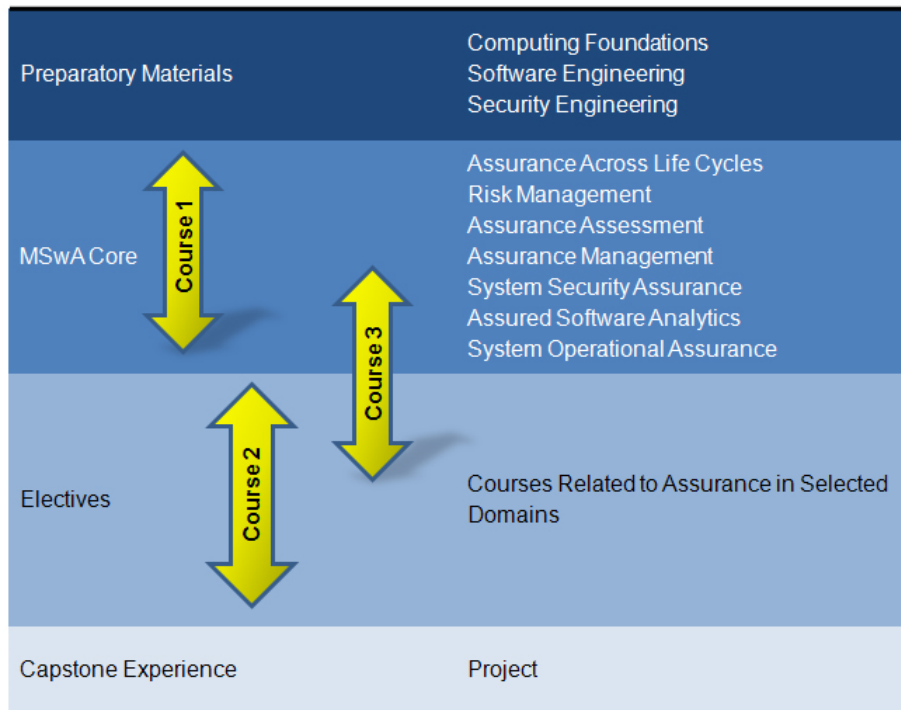 Preparatory Materials
Computing Foundations
Software Engineering
Security Engineering
MSwA Core
Course 1
Assurance Across Life Cycles
Risk Management
Assurance Assessment
Assurance Management
System Security Assurance
Assured Software Analytics
System Operational Assurance
Course 3
Electives
Course 2
Courses Related to Assurance in Selected
Domains
Capstone Experience
Project